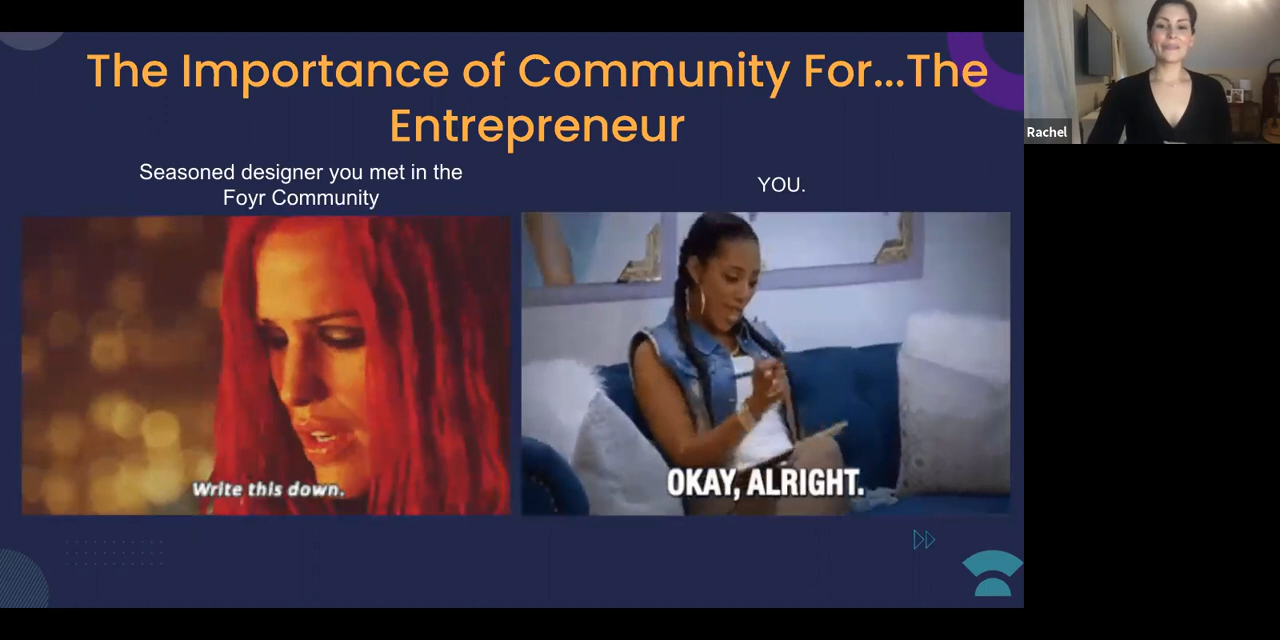 The Importance of Community For...The
Entrepreneur
Seasoned designer you met in the
Foyr Community
YOU.
Write this down.
OKAY, ALRIGHT.
Rachel